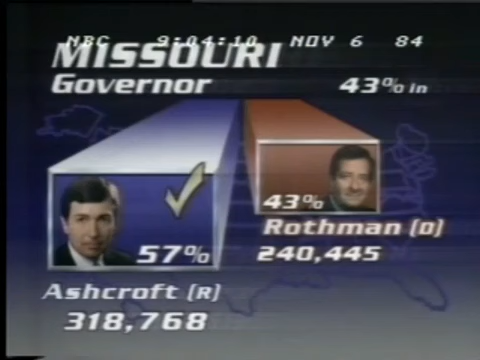 NBC 9:04:10 NOV 6 84
MISSOURI
Governor 43% in
57%
Ashcroft (R)
318,768
43%
Rothman (D)
240,445